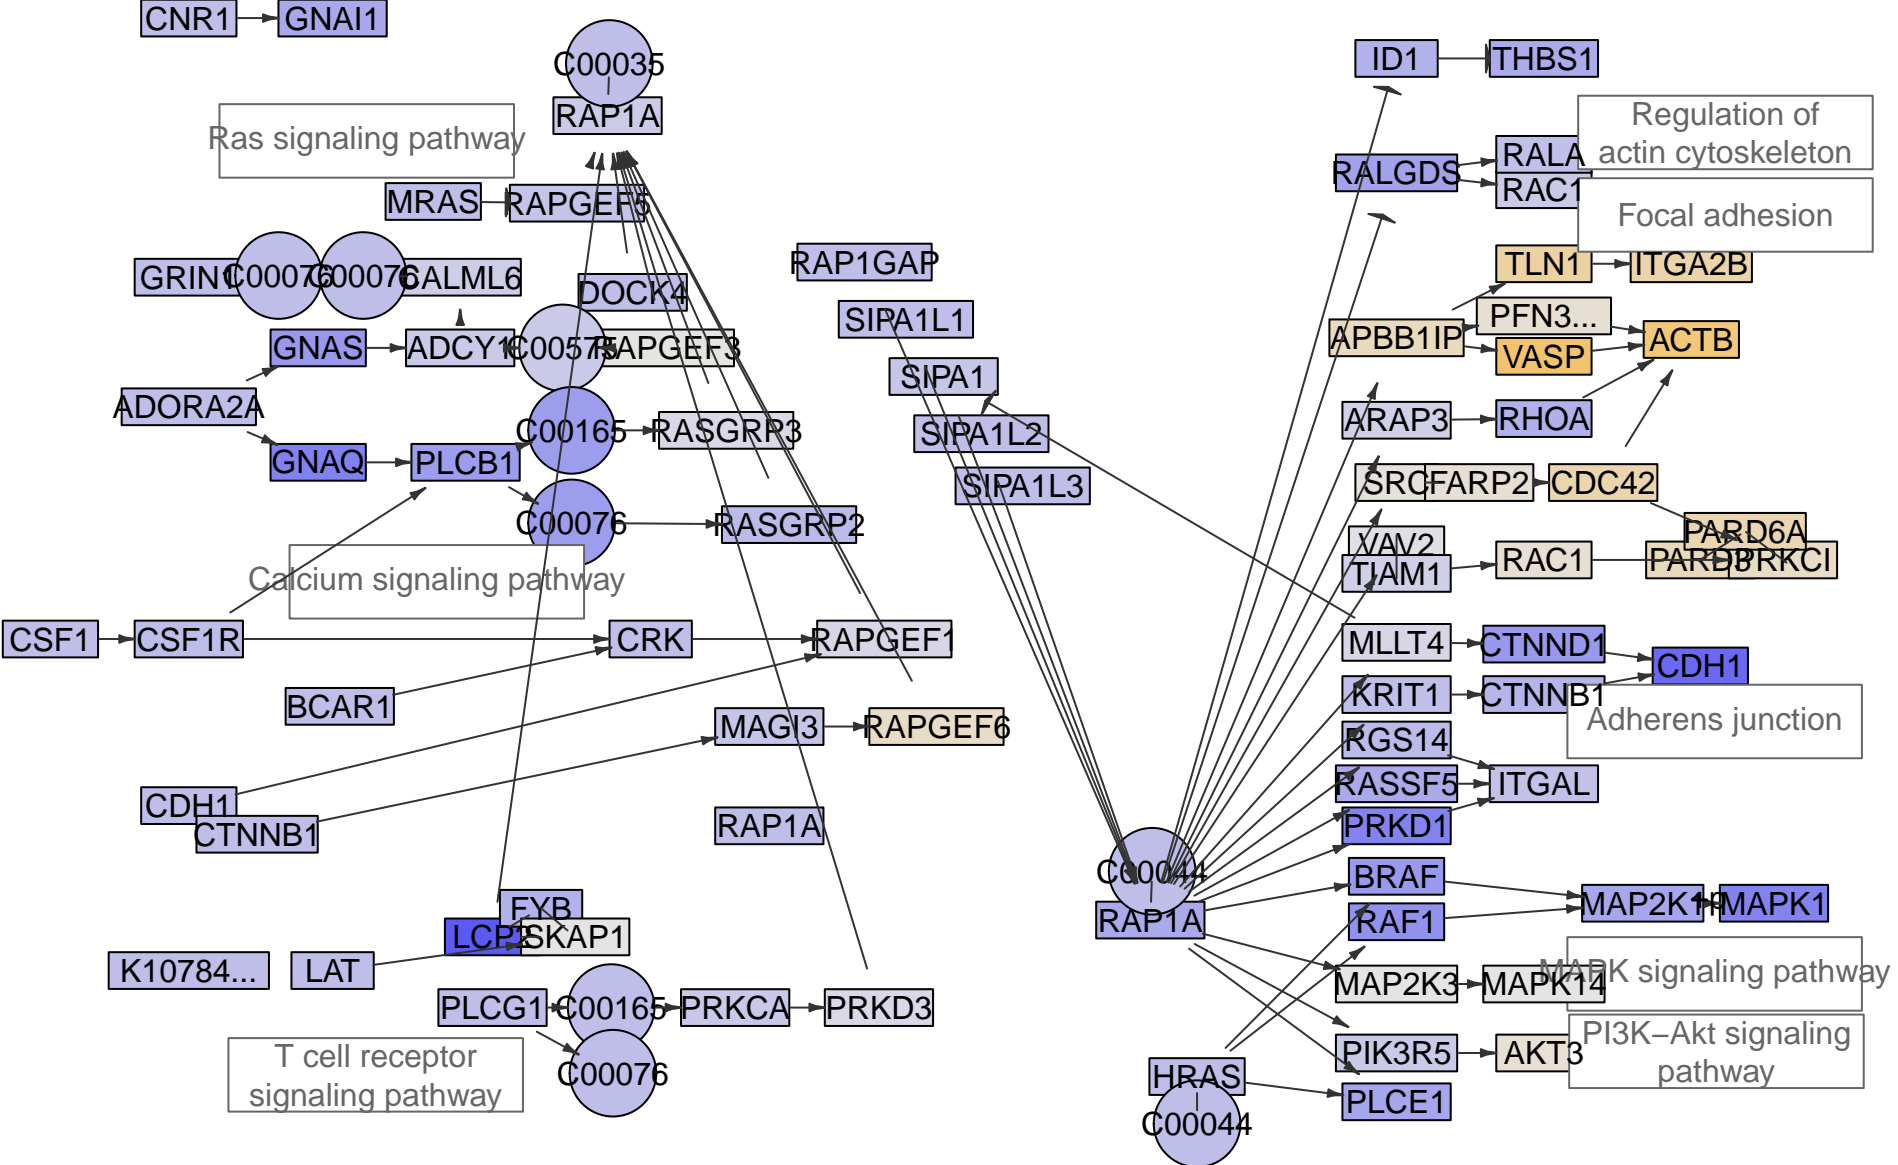 CNR1
GNAI1
C00035
RAP1A
Ras signaling pathway
MRAS
RAPGEF5
GRIN1
C00076
C00076
CALML6
DOCK4
GNAS
ADCY1
C00575
RAPGEF3
ADORA2A
GNAQ
PLCB1
C00165
RASGRP3
C00076
RASGRP2
Calcium signaling pathway
CSF1
CSF1R
CRK
RAPGEF1
BCAR1
MAGI3
RAPGEF6
CDH1
CTNNB1
RAP1A
FYB
LCP2
SKAP1
K10784...
LAT
PLCG1
C00165
PRKCA
PRKD3
C00076
T cell receptor
signaling pathway
RAP1GAP
SIPA1L1
SIPA1
SIPA1L2
SIPA1L3
C00044
RAP1A
HRAS
C00044
ID1
THBS1
Regulation of
actin cytoskeleton
RALGDS
RALA
RAC1
Focal adhesion
TLN1
ITGA2B
APBB1IP
PFN3...
VASP
ACTB
ARAP3
RHOA
SRC
FARP2
CDC42
VAV2
TIAM1
RAC1
PARD6A
PARD3
PRKCI
MLLT4
CTNND1
CDH1
KRIT1
CTNNB1
Adherens junction
RGS14
RASSF5
ITGAL
PRKD1
BRAF
RAF1
MAP2K1
+p
MAPK1
MAP2K3
MAPK14
MAPK signaling pathway
PIK3R5
AKT3
PI3K−Akt signaling
pathway
PLCE1